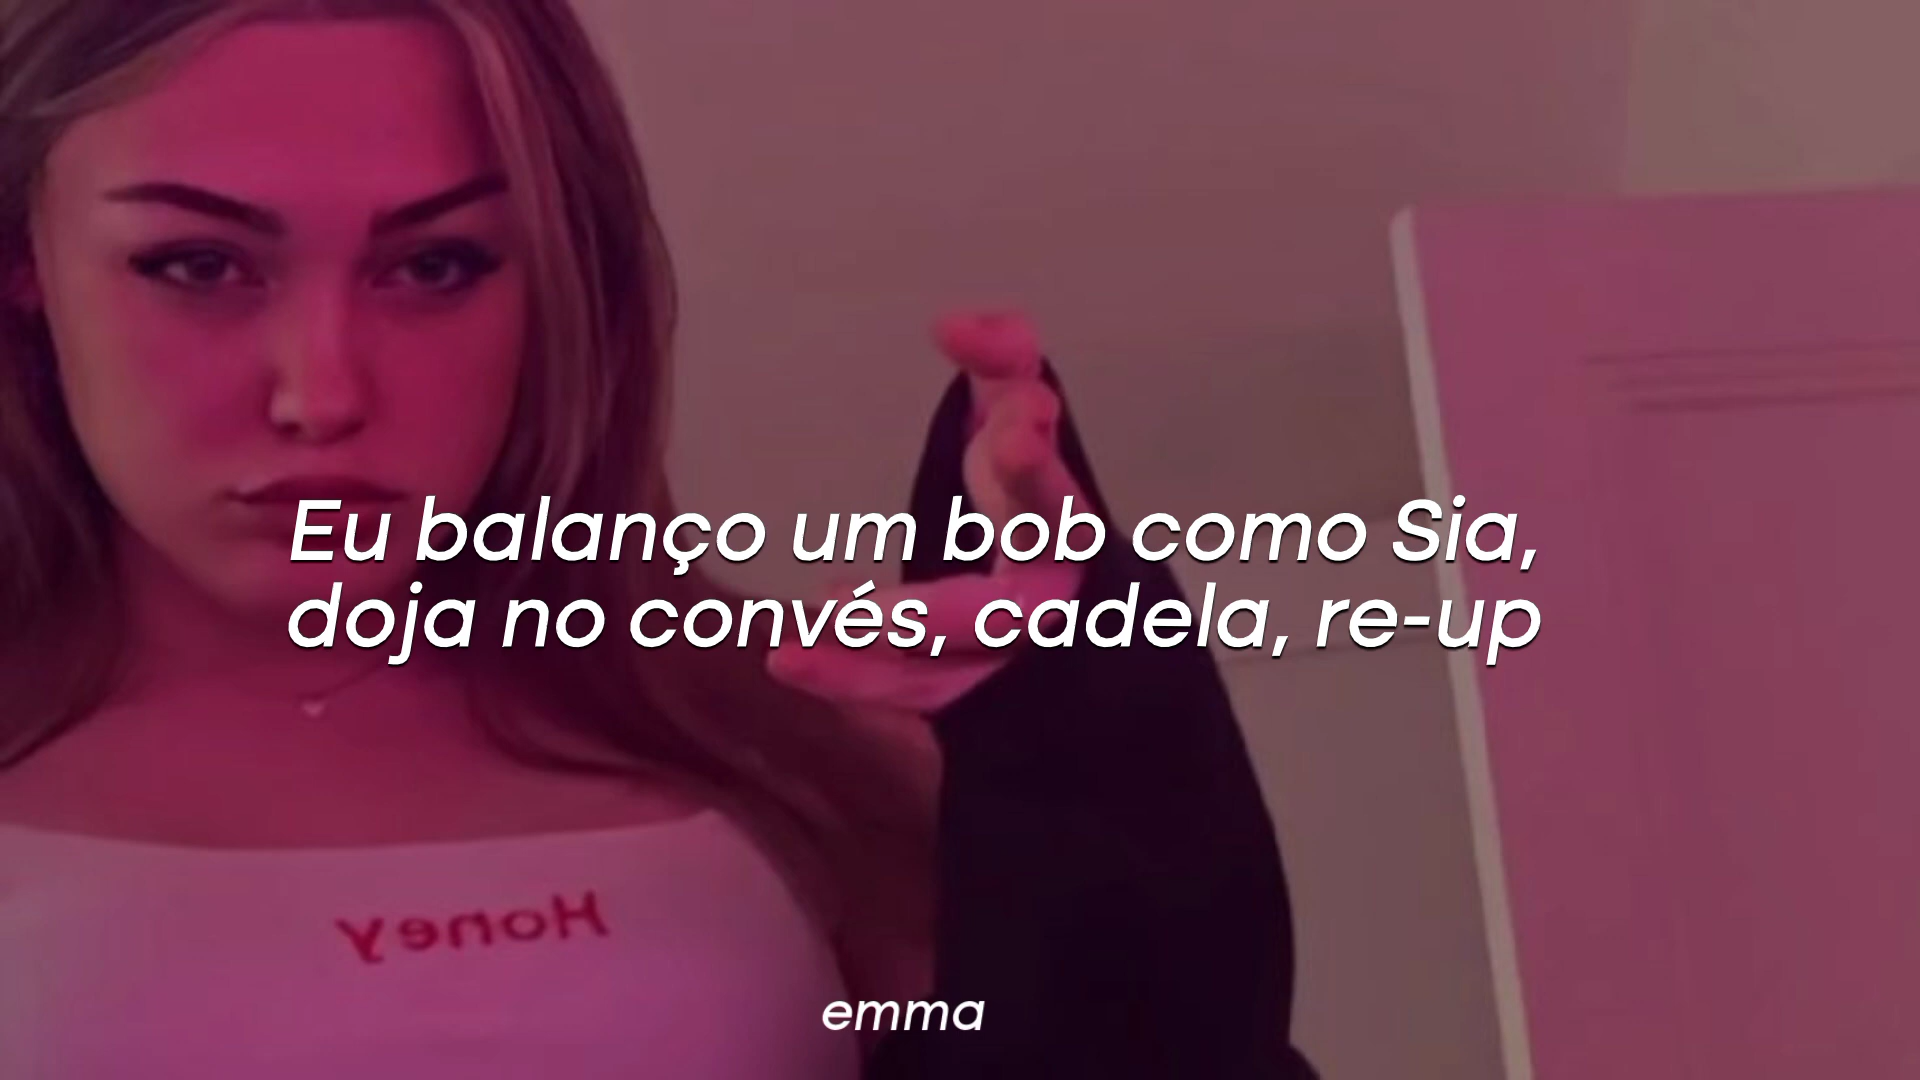 Eu balanço um bob como Sia,
doja no convés, cadela, re-up
Honey
emma